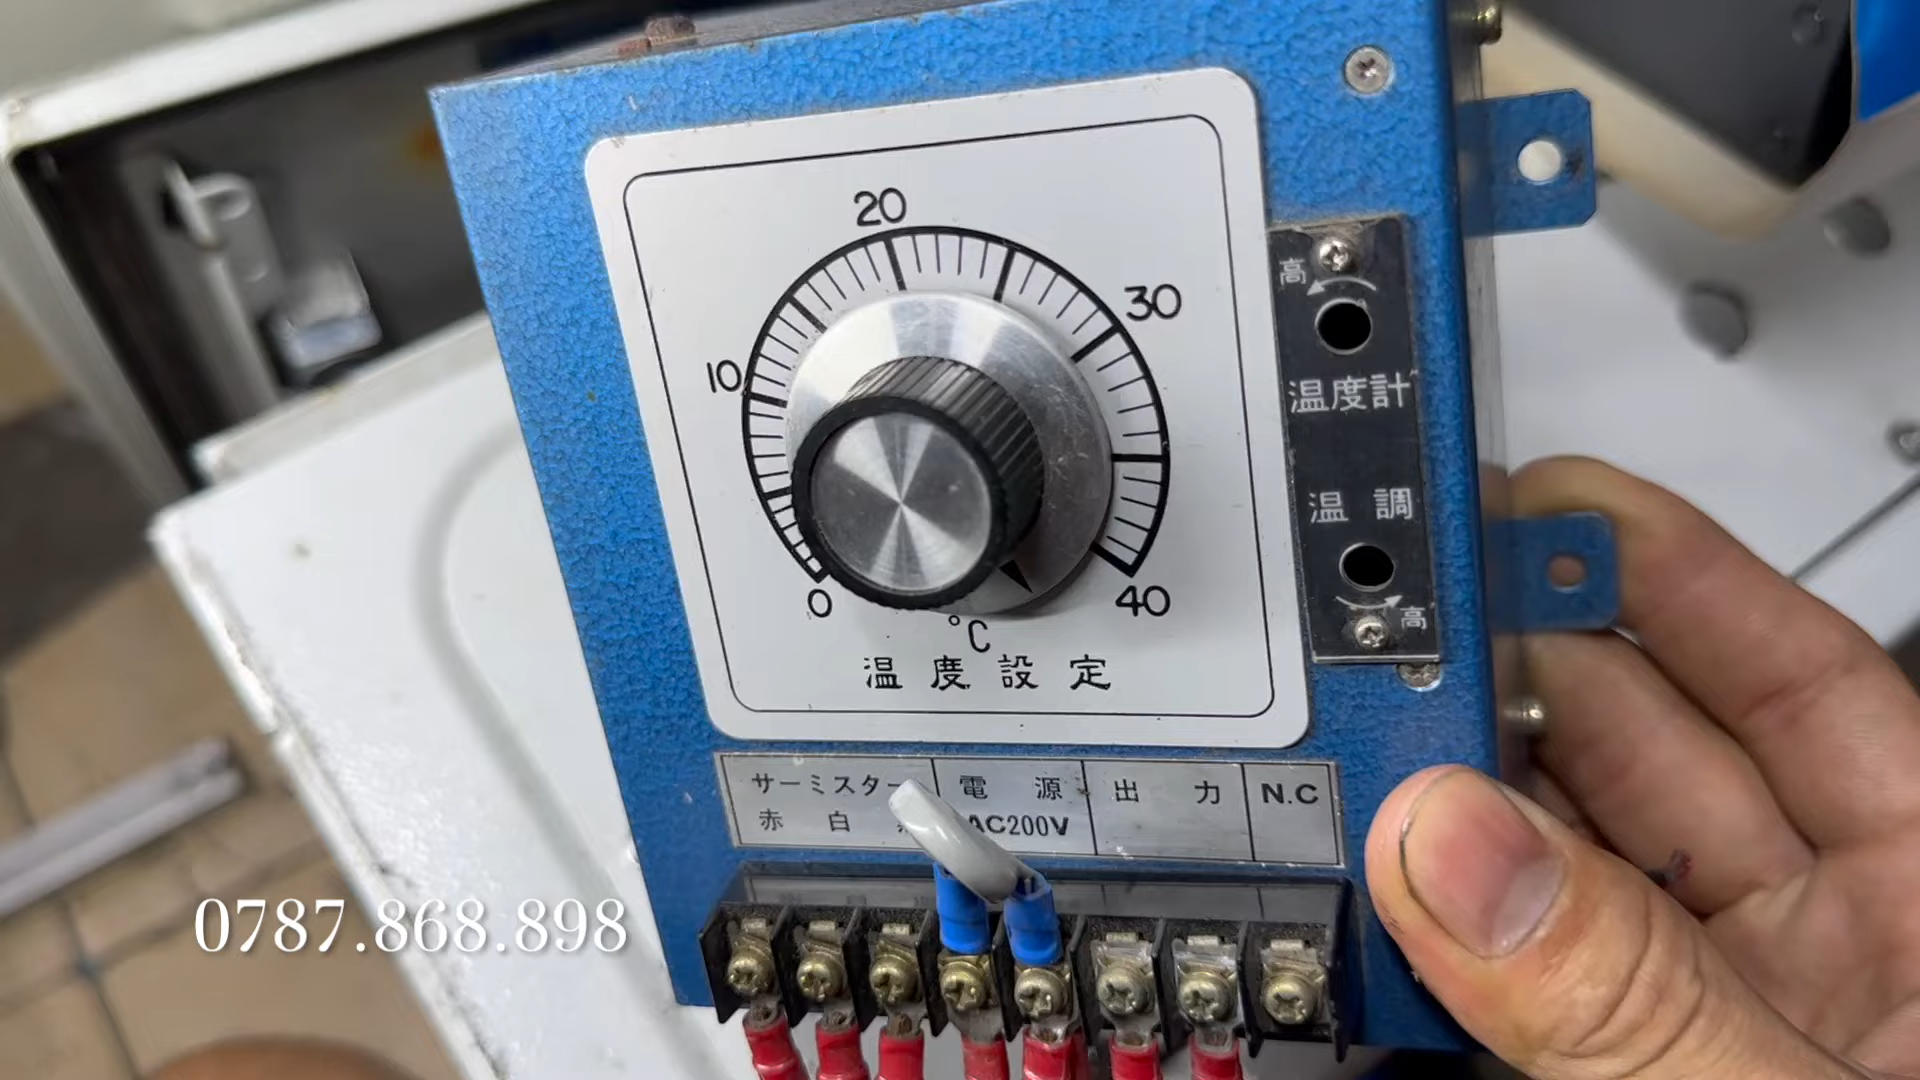 20
30
10
0
40
°C
温度設定
高
温度計
温調
高
サーミスター
赤 白
電源
AC200V
出力
N.C
0787.868.898